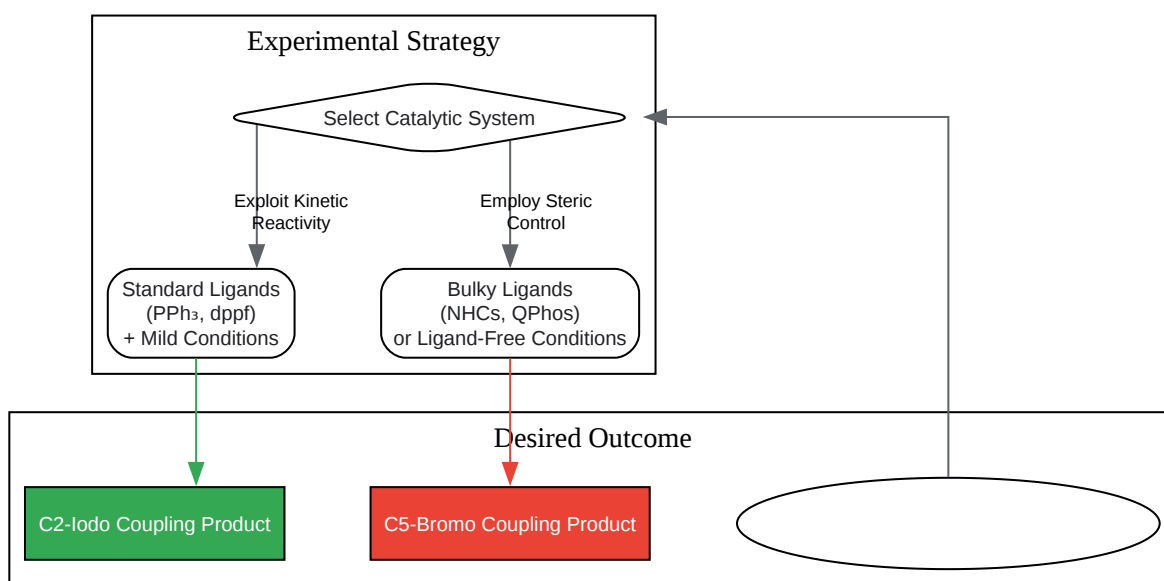 Experimental Strategy
Select Catalytic System
Exploit Kinetic
Reactivity
Employ Steric
Control
Standard Ligands
(PPh₃, dppf)
+ Mild Conditions
Bulky Ligands
(NHCs, QPhos)
or Ligand-Free Conditions
Desired Outcome
C2-Iodo Coupling Product
C5-Bromo Coupling Product